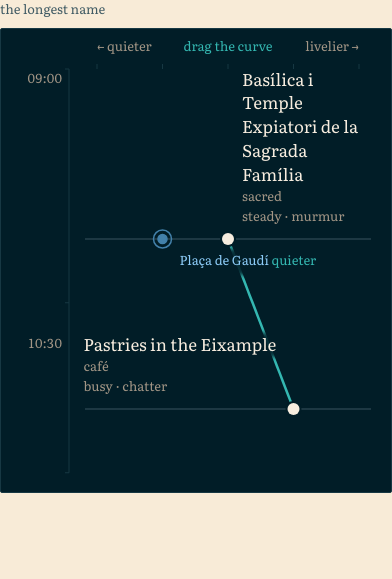 the longest name
← quieter drag the curve livelier →
09:00
Basílica i
Temple
Expiatori de la
Sagrada
Família
sacred
steady · murmur
Plaça de Gaudí quieter
10:30
Pastries in the Eixample
café
busy · chatter